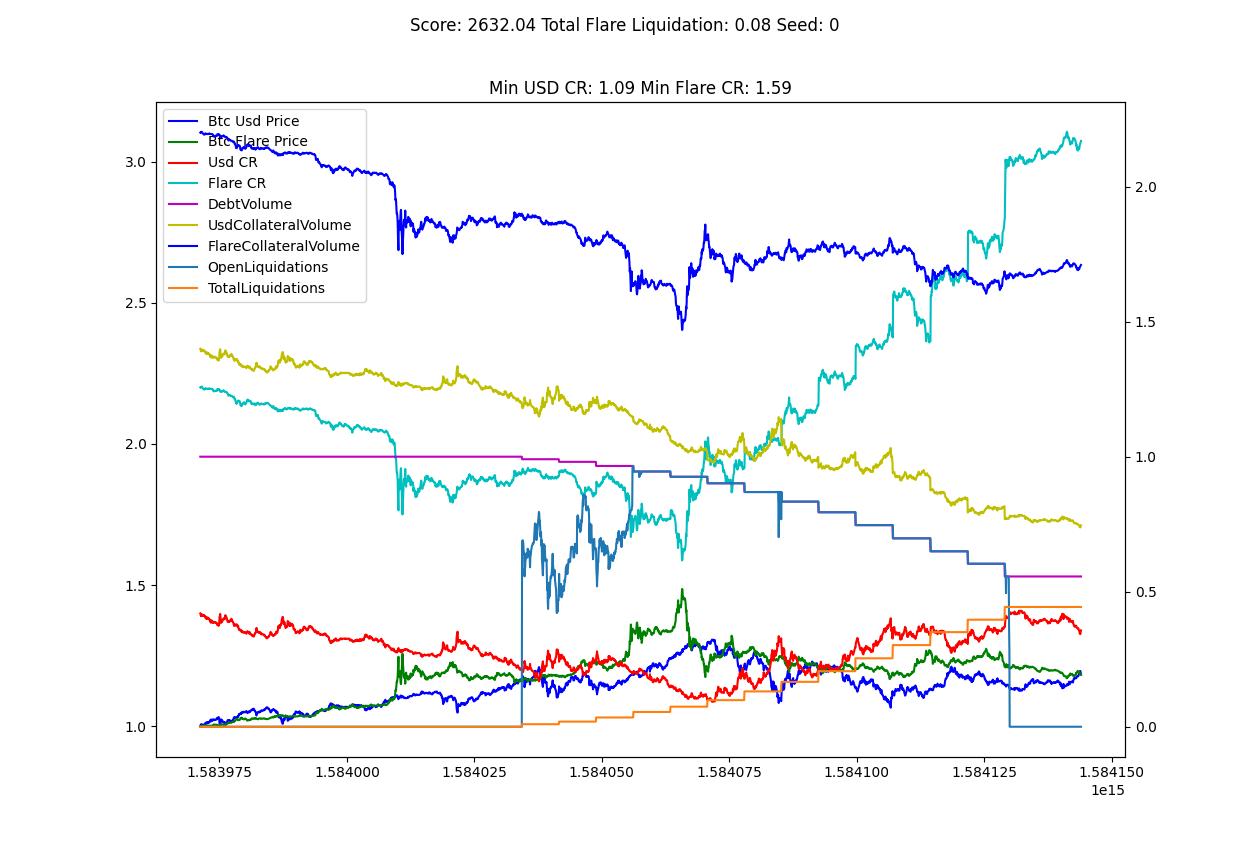 Score: 2632.04 Total Flare Liquidation: 0.08 Seed: 0
Min USD CR: 1.09 Min Flare CR: 1.59
Btc Usd Price
Btc Flare Price
Usd CR
Flare CR
DebtVolume
UsdCollateralVolume
FlareCollateralVolume
OpenLiquidations
TotalLiquidations
3.0
2.5
2.0
1.5
1.0
2.0
1.5
1.0
0.5
0.0
1.583975
1.584000
1.584025
1.584050
1.584075
1.584100
1.584125
1.584150
1e15